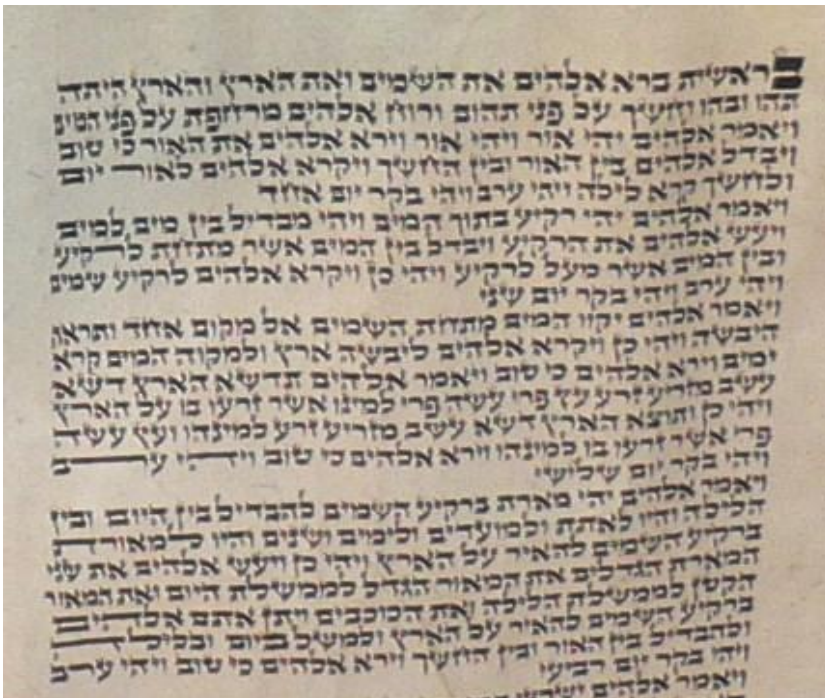 בראשית ברא אלהים את השמים ואת הארץ והארץ היתה
תהו ובהו וחשך על פני תהום ורוח אלהים מרחפת על פני המים
ויאמר אלהים יהי אור ויהי אור וירא אלהים את האור כי טוב
ויבדל אלהים בין האור ובין החשך ויקרא אלהים לאור יום
ולחשך קרא לילה ויהי ערב ויהי בקר יום אחד
ויאמר אלהים יהי רקיע בתוך המים ויהי מבדיל בין מים למים
ויעש אלהים את הרקיע ויבדל בין המים אשר מתחת לרקיע
ובין המים אשר מעל לרקיע ויהי כן ויקרא אלהים לרקיע שמים
ויהי ערב ויהי בקר יום שני
ויאמר אלהים יקוו המים מתחת השמים אל מקום אחד ותראה
היבשה ויהי כן ויקרא אלהים ליבשה ארץ ולמקוה המים קרא
ימים וירא אלהים כי טוב ויאמר אלהים תדשא הארץ דשא
עשב מזריע זרע עץ פרי עשה פרי למינו אשר זרעו בו על הארץ
ויהי כן ותוצא הארץ דשא עשב מזריע זרע למינהו ועץ עשה
פרי אשר זרעו בו למינהו וירא אלהים כי טוב ויהי ערב
ויהי בקר יום שלישי
ויאמר אלהים יהי מארת ברקיע השמים להבדיל בין היום ובין
הלילה והיו לאתת ולמועדים ולימים ושנים והיו למאורת
ברקיע השמים להאיר על הארץ ויהי כן ויעש אלהים את שני
המארת הגדלים את המאור הגדל לממשלת היום ואת המאור
הקטן לממשלת הלילה ואת הכוכבים ויתן אתם אלהים
ברקיע השמים להאיר על הארץ ולמשל ביום ובלילה
ולהבדיל בין האור ובין החשך וירא אלהים כי טוב ויהי ערב
ויהי בקר יום רביעי
ויאמר אלהים ישרצו